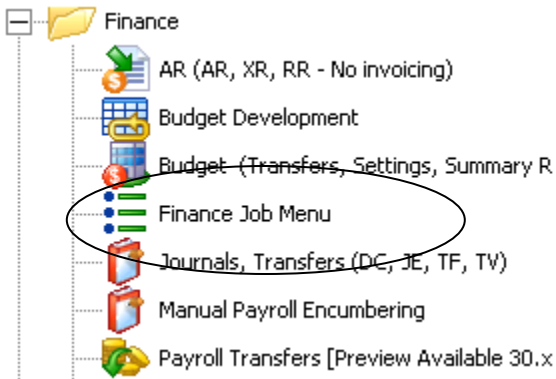 Finance
AR (AR, XR, RR - No invoicing)
Budget Development
Budget (Transfers, Settings, Summary R
Finance Job Menu
Journals, Transfers (DC, JE, TF, TV)
Manual Payroll Encumbering
Payroll Transfers [Preview Available 30.x